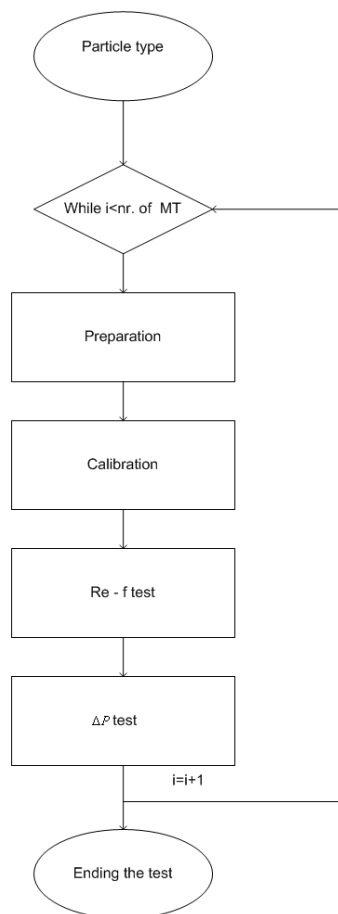 Particle type
While i<nr. of MT
Preparation
Calibration
Re - f test
ΔP test
i=i+1
Ending the test